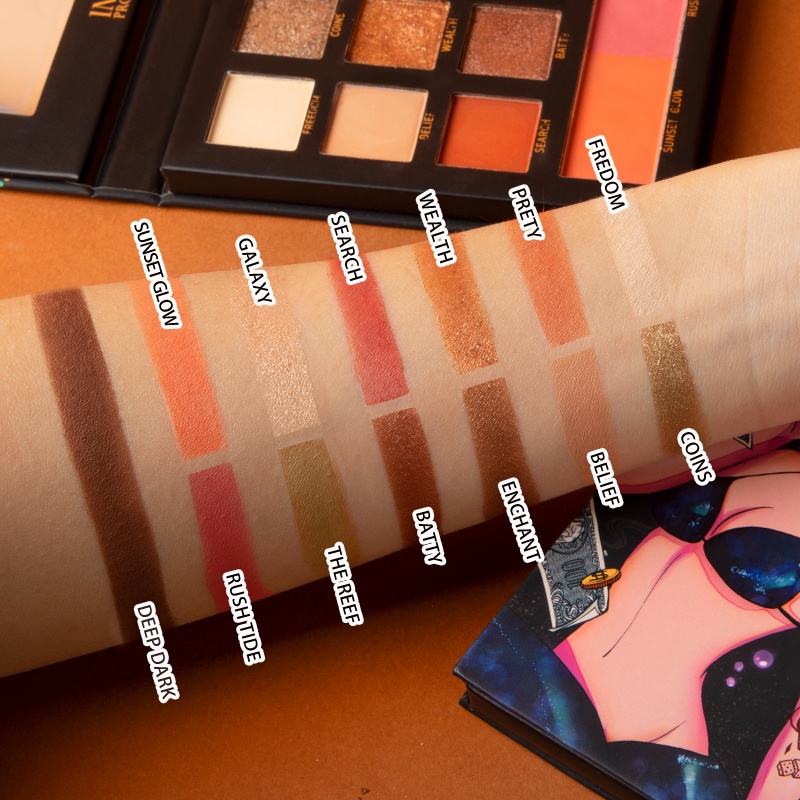 COINS
WEALTH
BATTY
FREEDOM
BELIEF
SEARCH
SUNSET GLOW
FREDOM
PRETY
WEALTH
SEARCH
GALAXY
SUNSET GLOW
COINS
BELIEF
ENCHANT
BATTY
THE REEF
RUSH TIDE
DEEP DARK